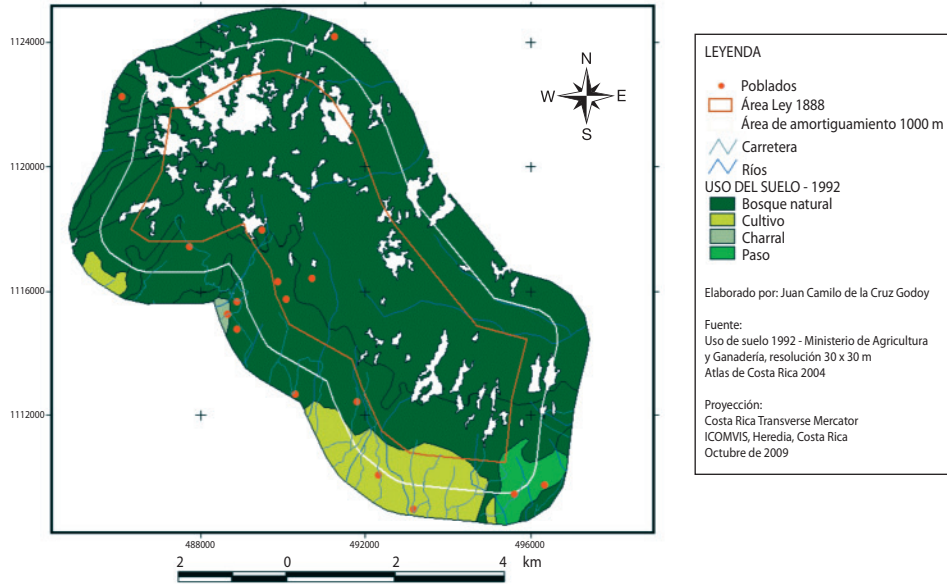 1124000
1120000
1116000
1112000
488000
492000
496000
N
W
E
S
2 0 2 4 km
LEYENDA
Poblados
Área Ley 1888
Área de amortiguamiento 1000 m
Carretera
Ríos
USO DEL SUELO - 1992
Bosque natural
Cultivo
Charral
Paso
Elaborado por: Juan Camilo de la Cruz Godoy
Fuente:
Uso de suelo 1992 - Ministerio de Agricultura
y Ganadería, resolución 30 x 30 m
Atlas de Costa Rica 2004
Proyección:
Costa Rica Transverse Mercator
ICOMVIS, Heredia, Costa Rica
Octubre de 2009